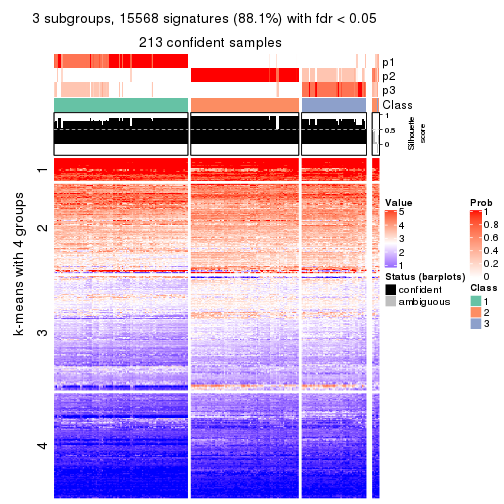 3 subgroups, 15568 signatures (88.1%) with fdr < 0.05
213 confident samples
p1
p2
p3
Class
1
0.5
0
Silhouette
score
k-means with 4 groups
1
2
3
4
Value
5
4
3
2
1
Status (barplots)
confident
ambiguous
Prob
1
0.8
0.6
0.4
0.2
0
Class
1
2
3